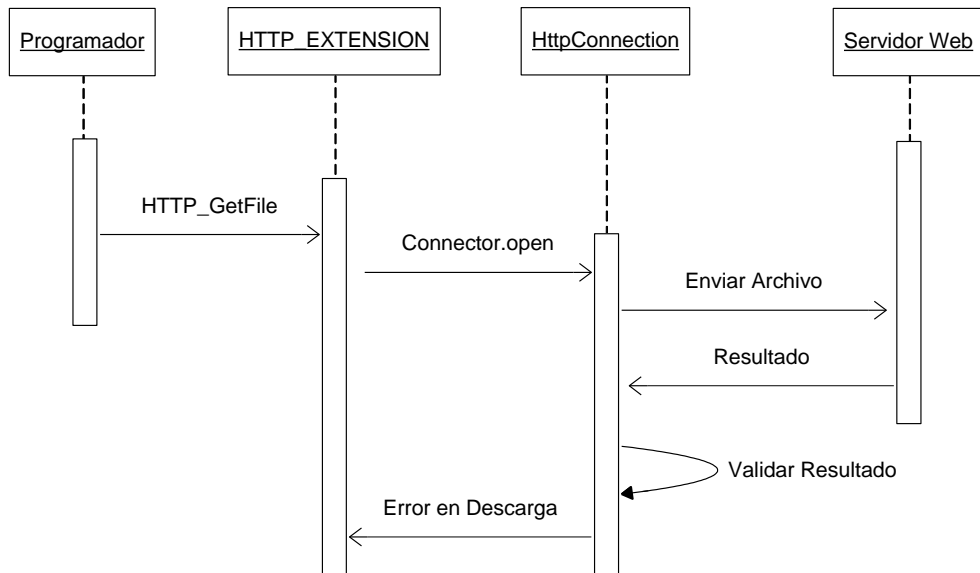 Programador
HTTP_EXTENSION
HttpConnection
Servidor Web
HTTP_GetFile
Connector.open
Enviar Archivo
Resultado
Validar Resultado
Error en Descarga